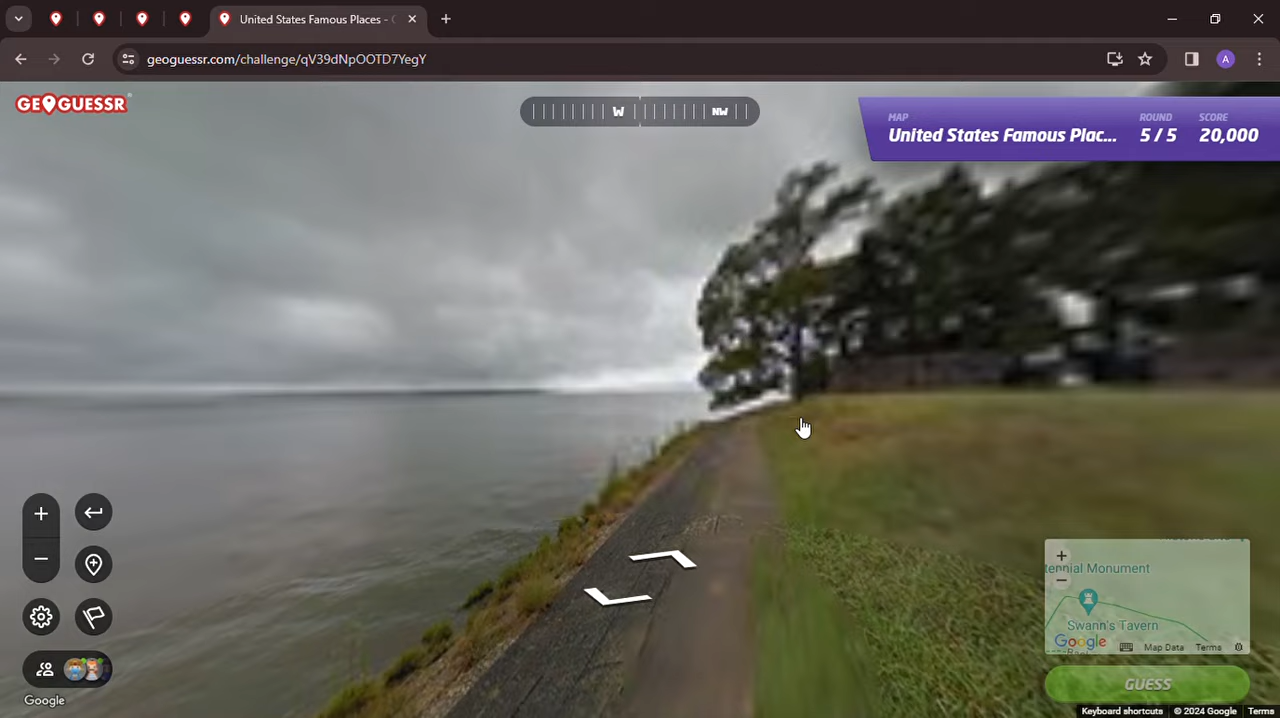 United States Famous Places -
geoguessr.com/challenge/qV39dNpOOTD7YegY
A
GEOGUESSR
W
NW
MAP
ROUND
SCORE
United States Famous Plac...
5 / 5
20,000
tennial Monument
Swann's Tavern
Google
Map Data
Terms
GUESS
Google
Keyboard shortcuts
© 2024 Google
Terms